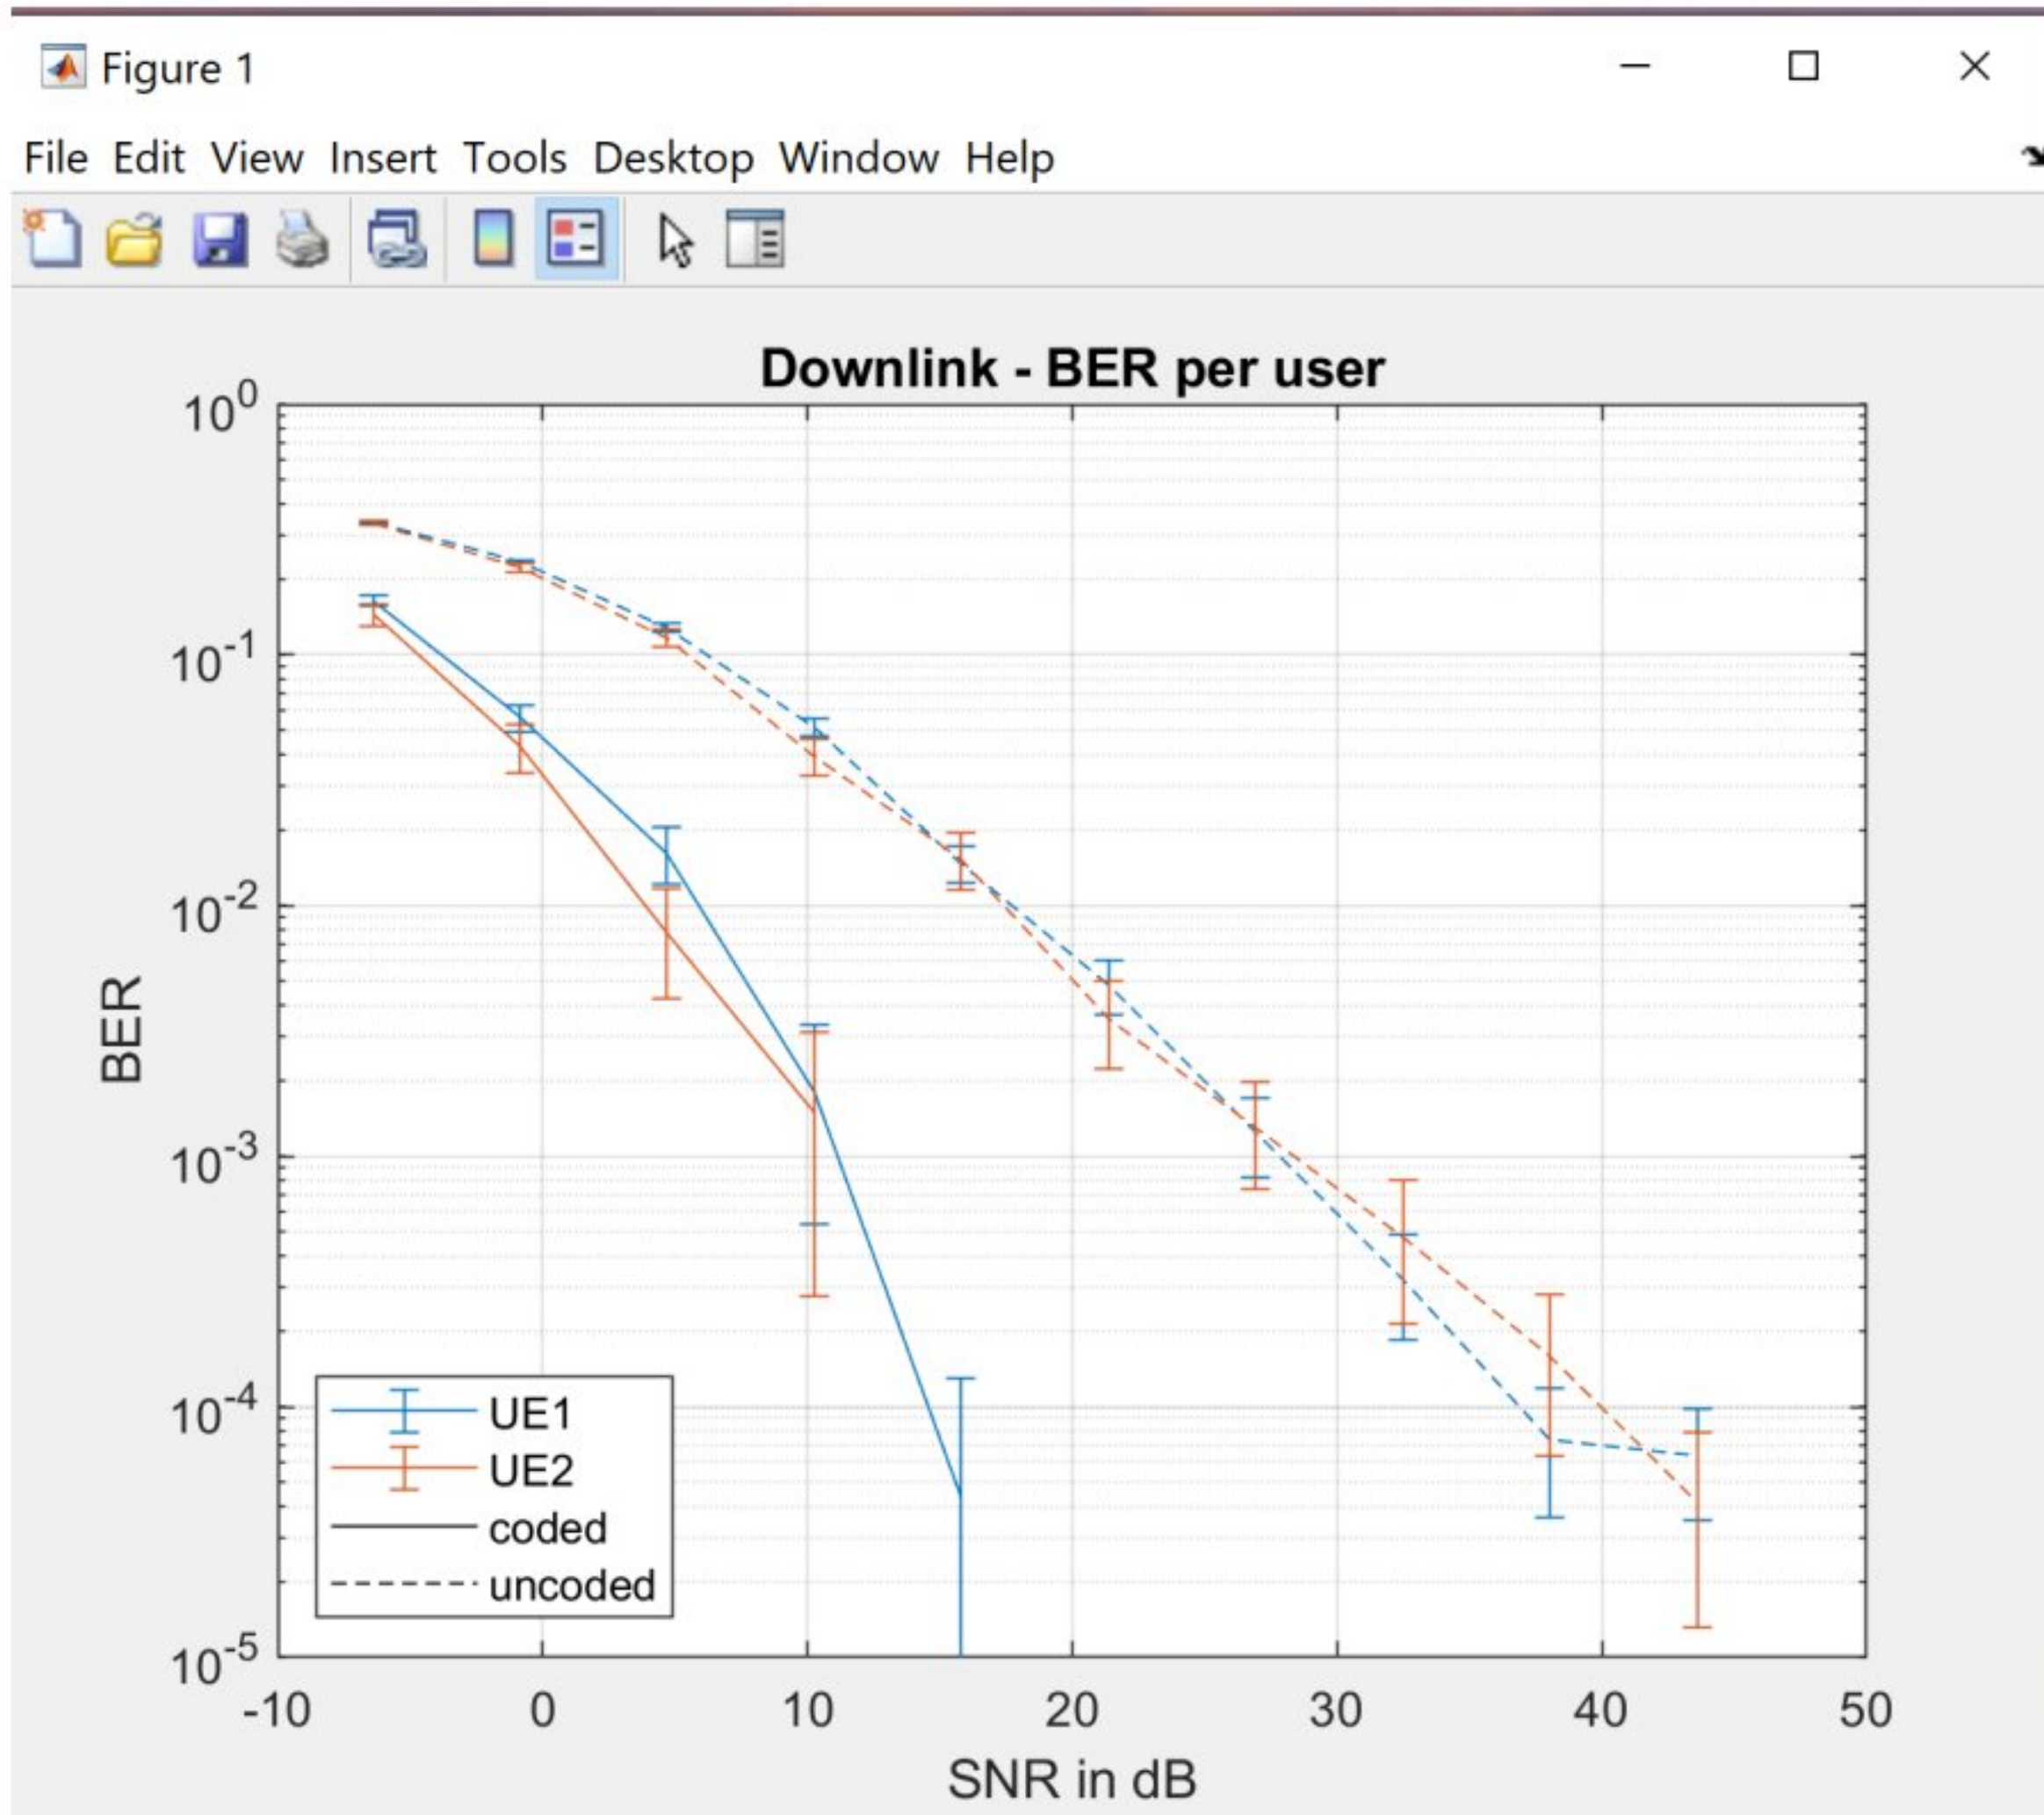 Figure 1
File Edit View Insert Tools Desktop Window Help
Downlink - BER per user
10^0
10^-1
10^-2
10^-3
10^-4
10^-5
BER
UE1
UE2
coded
uncoded
-10 0 10 20 30 40 50
SNR in dB